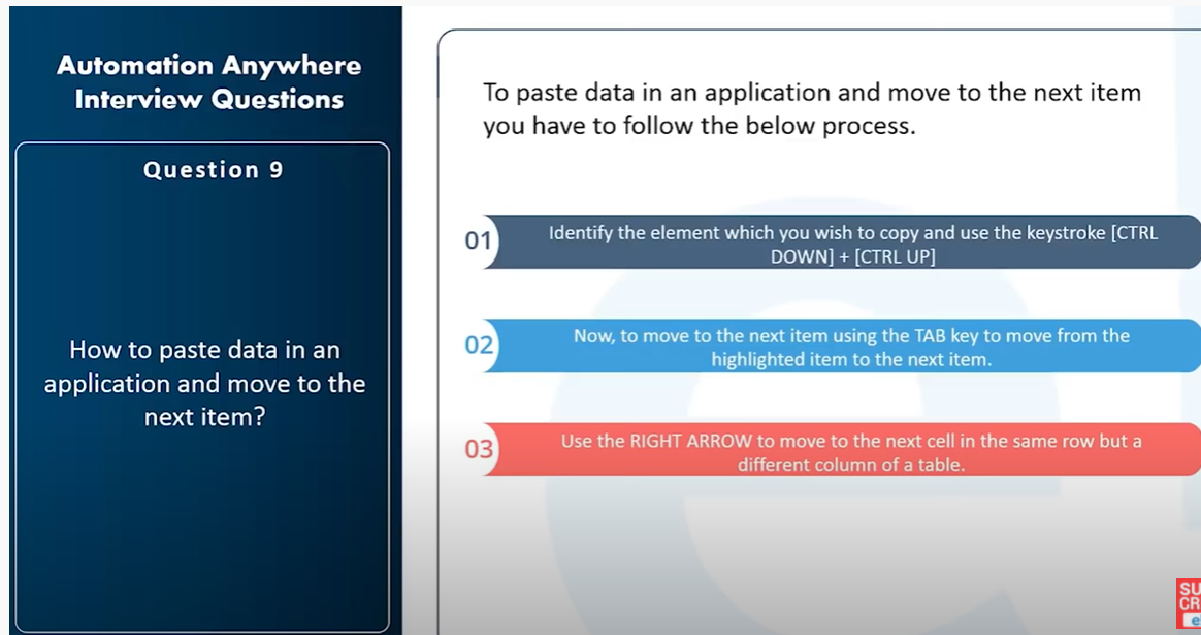 Automation Anywhere
Interview Questions
Question 9
How to paste data in an
application and move to the
next item?
To paste data in an application and move to the next item
you have to follow the below process.
01
Identify the element which you wish to copy and use the keystroke [CTRL
DOWN] + [CTRL UP]
02
Now, to move to the next item using the TAB key to move from the
highlighted item to the next item.
03
Use the RIGHT ARROW to move to the next cell in the same row but a
different column of a table.